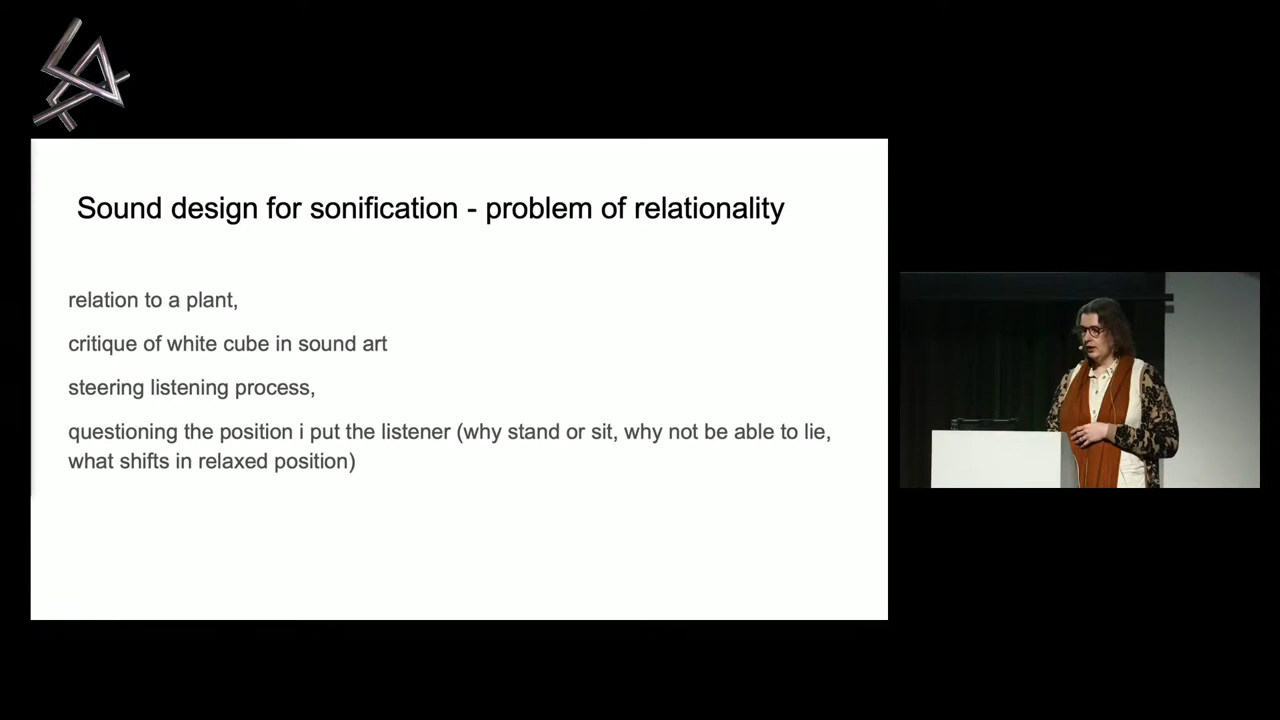 Sound design for sonification - problem of relationality
relation to a plant,
critique of white cube in sound art
steering listening process,
questioning the position i put the listener (why stand or sit, why not be able to lie,
what shifts in relaxed position)